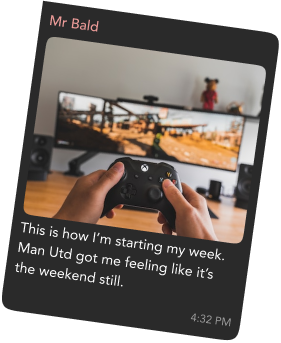 Mr Bald
This is how I'm starting my week.
Man Utd got me feeling like it's
the weekend still.
4:32 PM